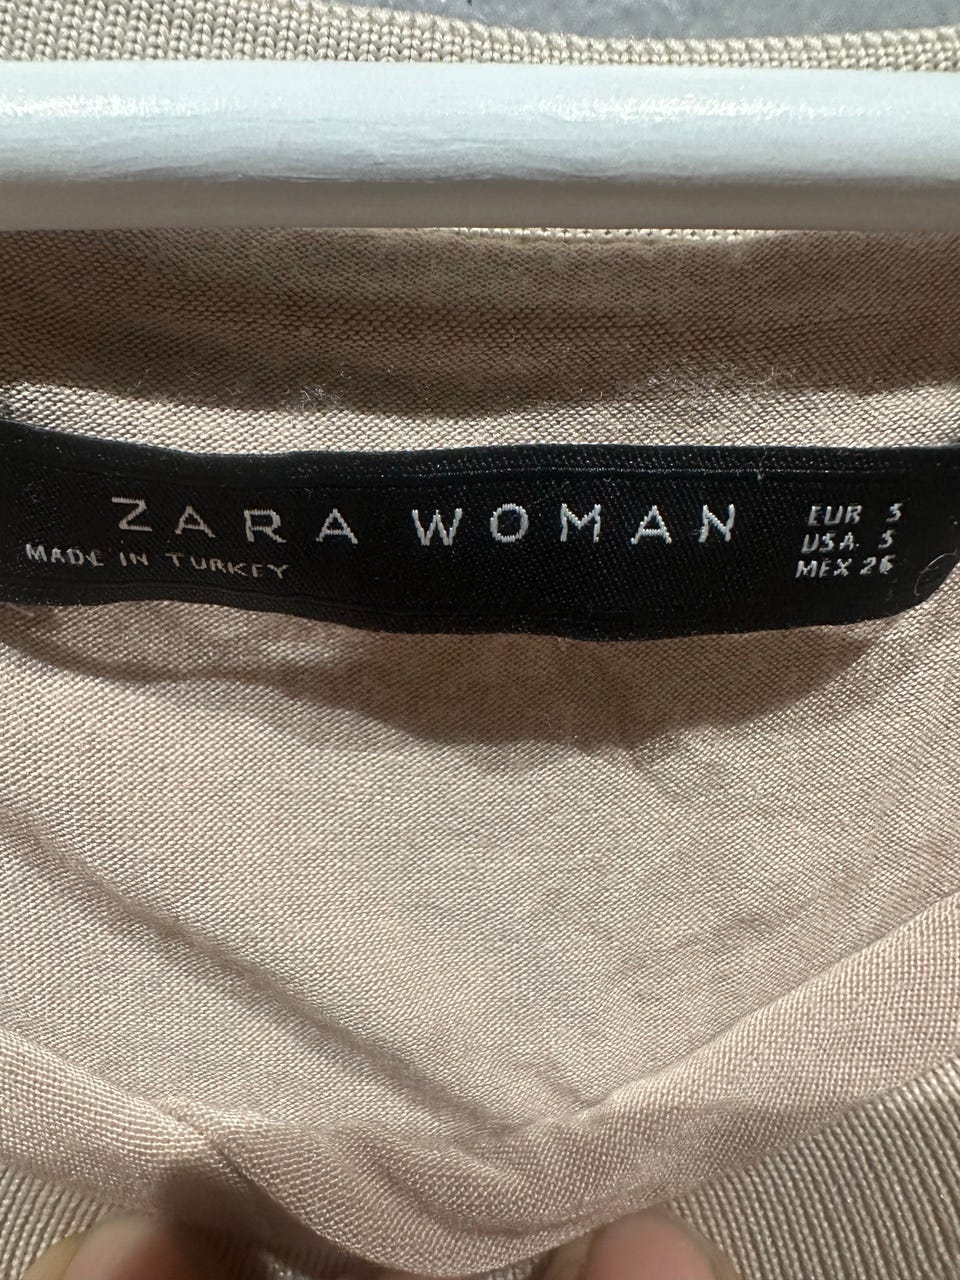 ZARA WOMAN
MADE IN TURKEY
EUR S
USA S
MEX 26